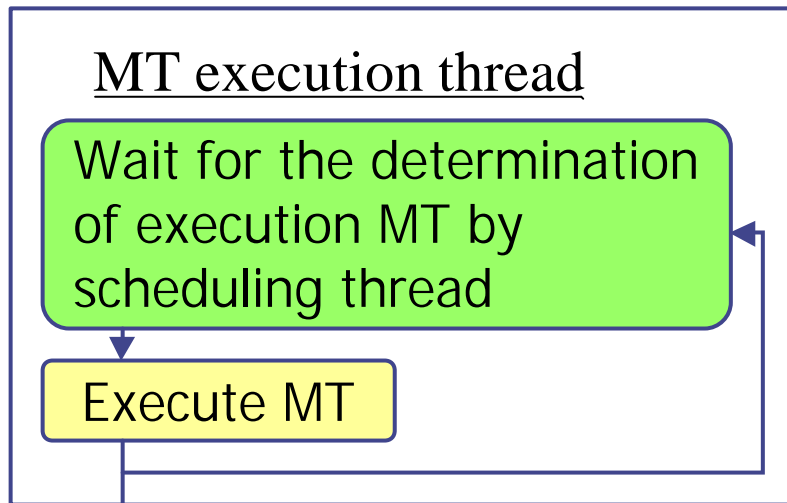 MT execution thread
Wait for the determination
of execution MT by
scheduling thread
Execute MT